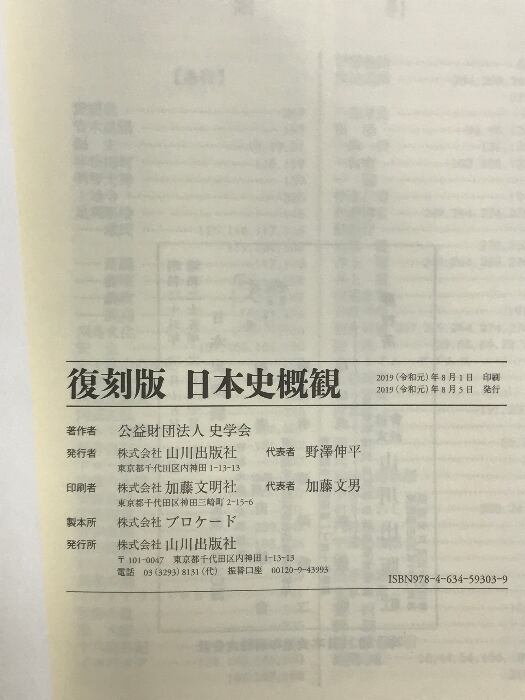 復刻版 日本史概観
2019(令和元)年8月1日 印刷
2019(令和元)年8月5日 発行
著作者 公益財団法人 史学会
発行者 株式会社 山川出版社 代表者 野澤伸平
東京都千代田区内神田1-13-13
印刷者 株式会社 加藤文明社 代表者 加藤文男
東京都千代田区神田三崎町2-15-6
製本所 株式会社 ブロケード
発行所 株式会社 山川出版社
〒101-0047 東京都千代田区内神田1-13-13
電話 03(3293)8131(代) 振替口座 00120-9-43993
ISBN978-4-634-59303-9